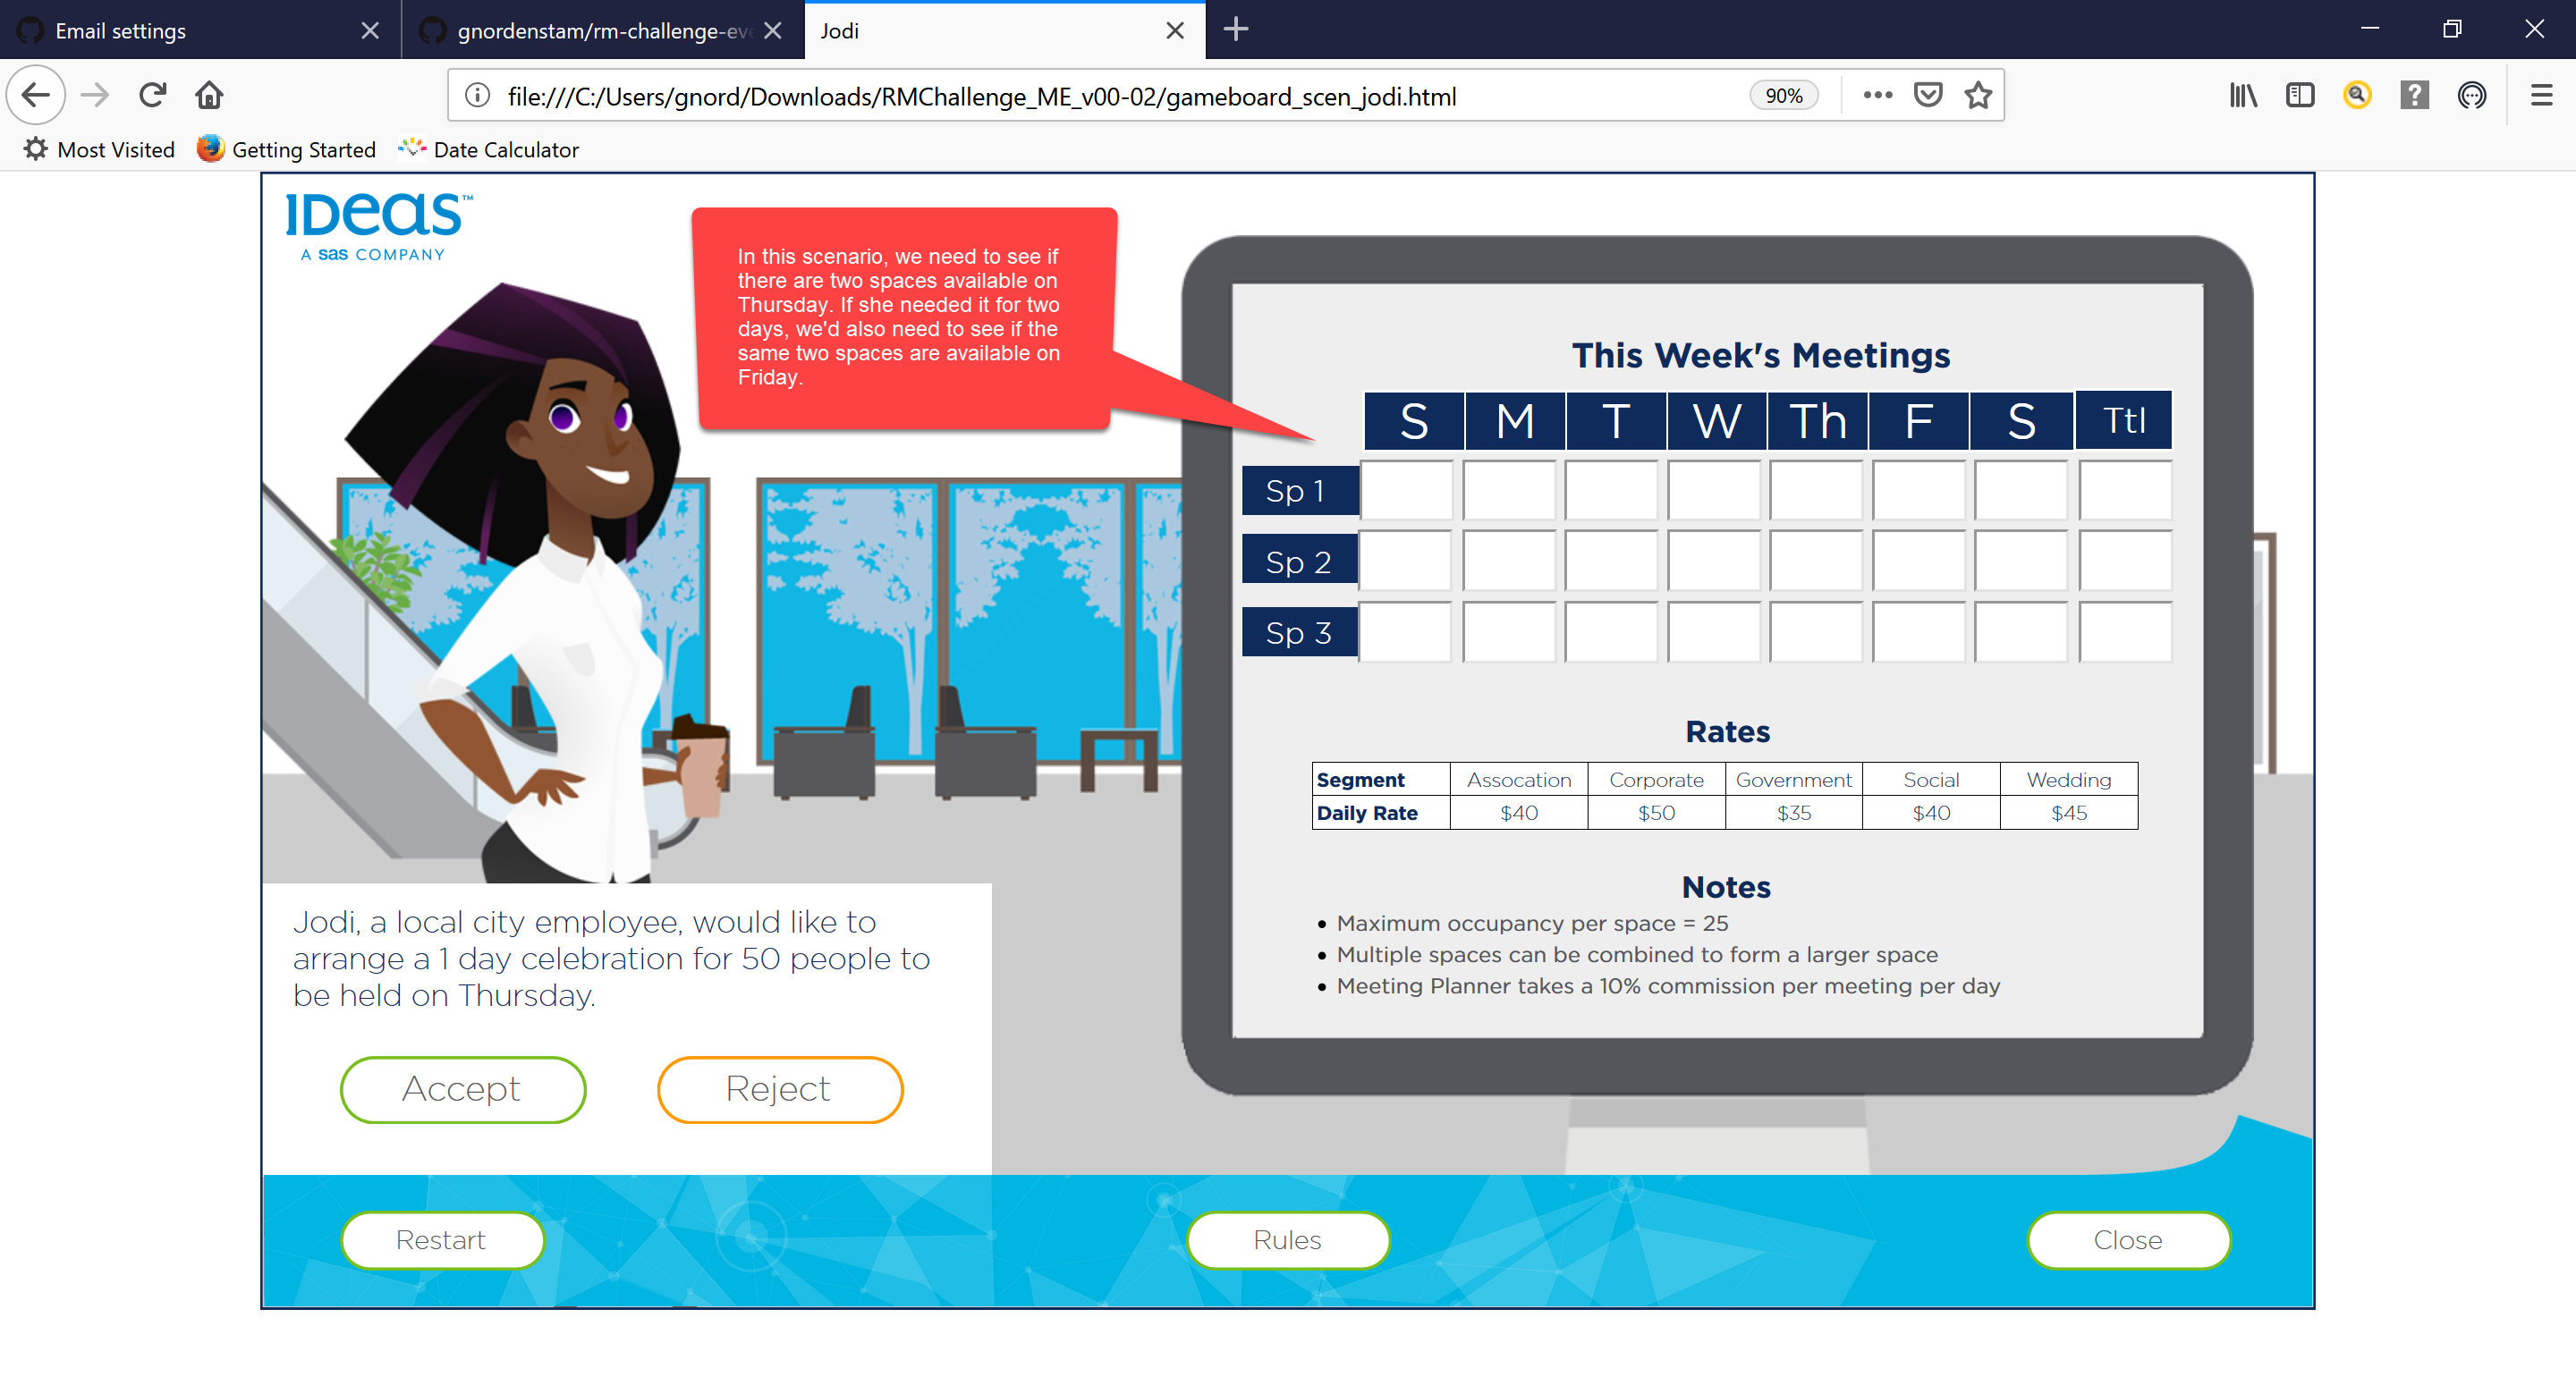 Email settings
gnordenstam/rm-challenge-eve
Jodi
file:///C:/Users/gnord/Downloads/RMChallenge_ME_v00-02/gameboard_scen_jodi.html
90%
Most Visited
Getting Started
Date Calculator
IDeaS™
A sas COMPANY
In this scenario, we need to see if
there are two spaces available on
Thursday. If she needed it for two
days, we'd also need to see if the
same two spaces are available on
Friday.
This Week's Meetings
S M T W Th F S Ttl
Sp 1
Sp 2
Sp 3
Rates
Segment Assocation Corporate Government Social Wedding
Daily Rate $40 $50 $35 $40 $45
Notes
• Maximum occupancy per space = 25
• Multiple spaces can be combined to form a larger space
• Meeting Planner takes a 10% commission per meeting per day
Jodi, a local city employee, would like to
arrange a 1 day celebration for 50 people to
be held on Thursday.
Accept Reject
Restart Rules Close